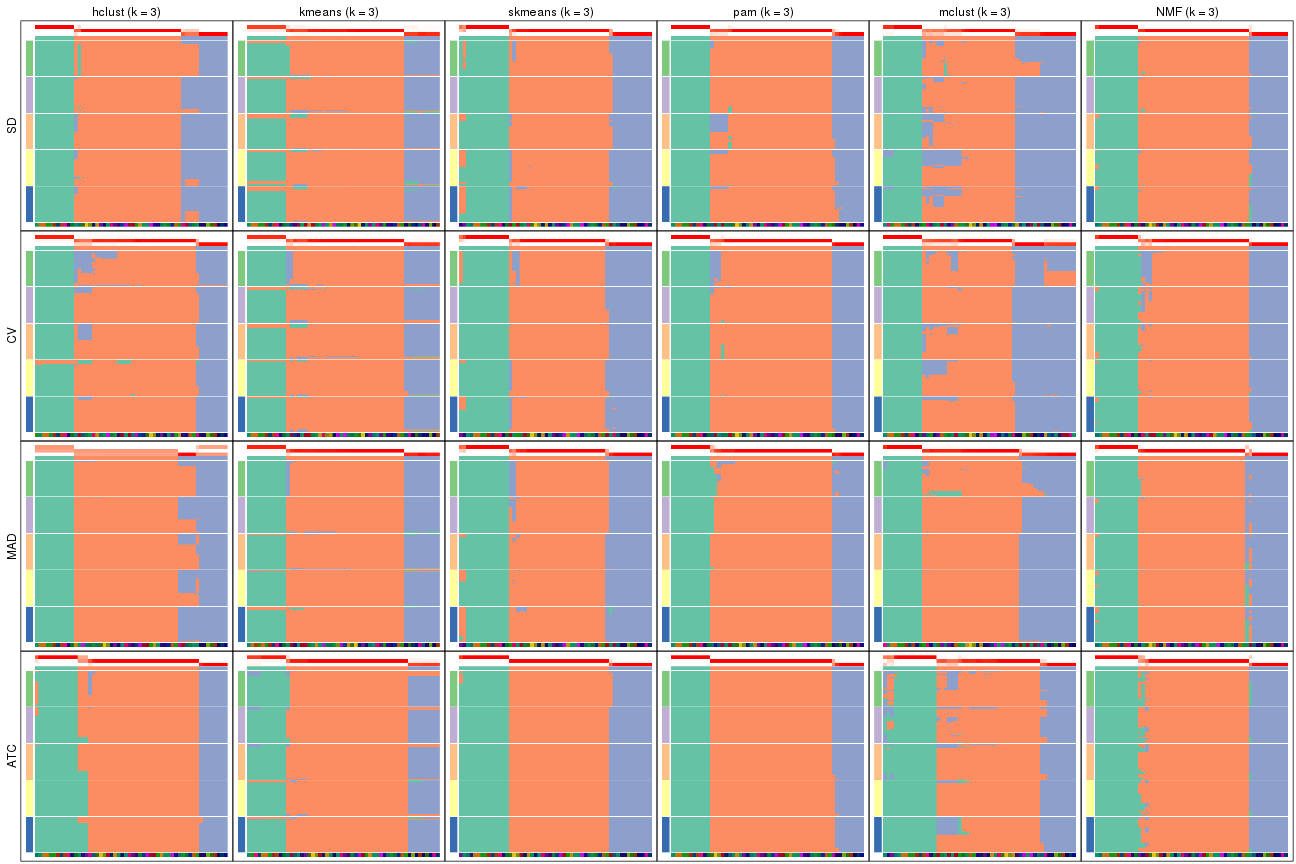 hclust (k = 3) kmeans (k = 3) skmeans (k = 3) pam (k = 3) mclust (k = 3) NMF (k = 3)
SD
CV
MAD
ATC